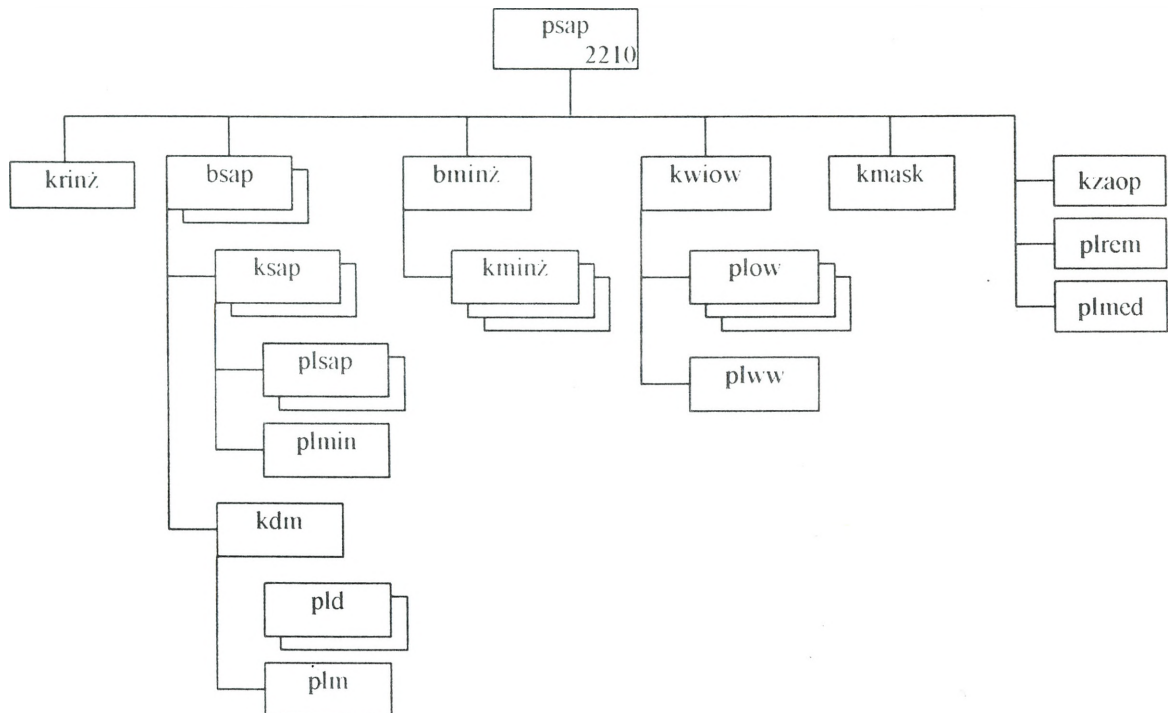 psap
2210
krinż
bsap
bminż
kwiow
kmask
kzaop
ksap
kminż
plow
plrem
plmed
plsap
plww
plmin
kdm
pld
plm